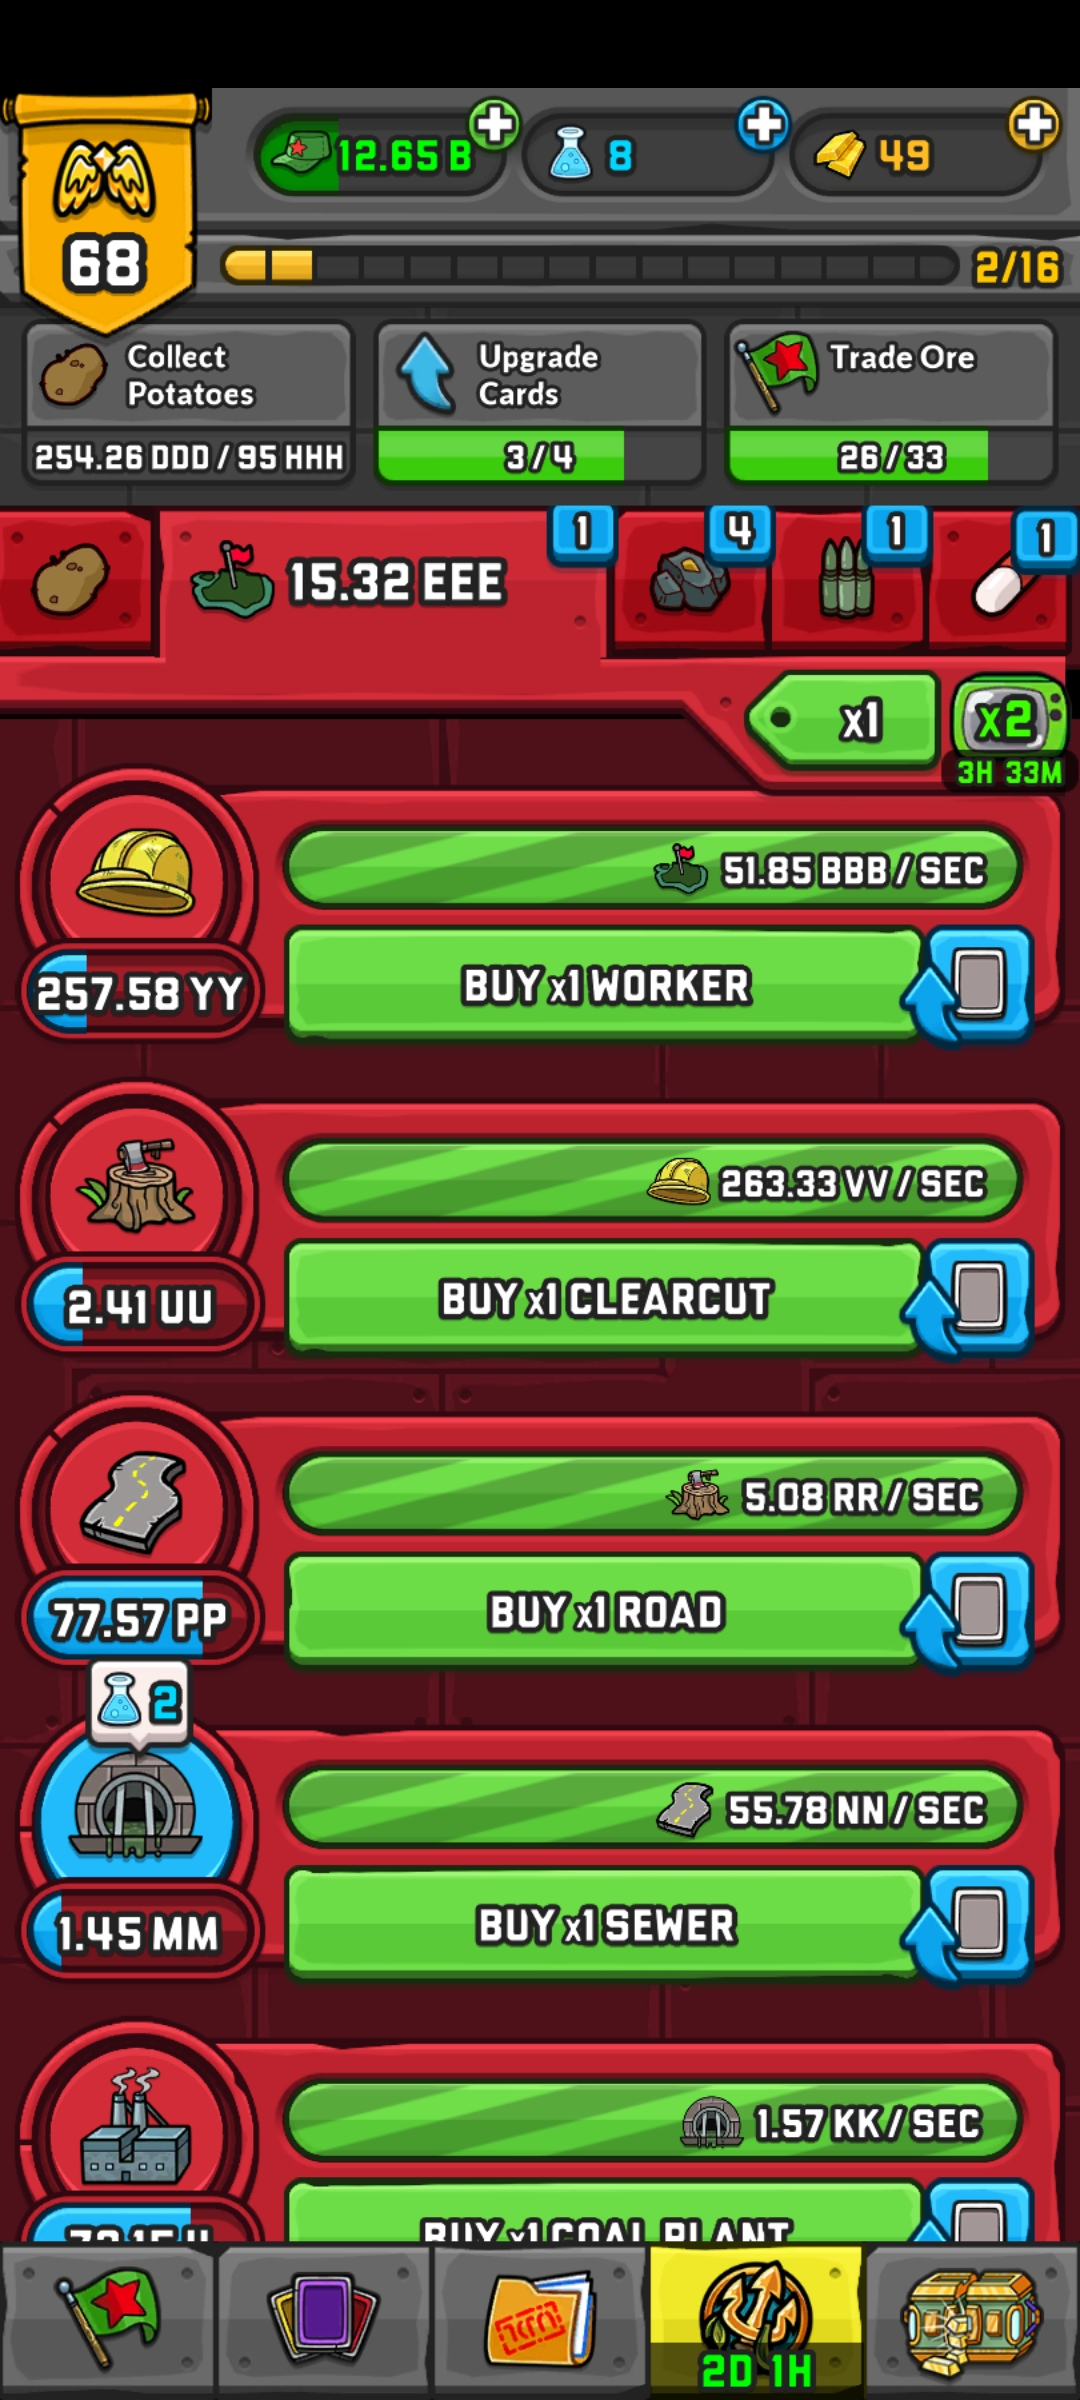 12.65 B
8
49
68
2/16
Collect
Potatoes
Upgrade
Cards
Trade Ore
254.26 DDD / 95 HHH
3/4
26/33
15.32 EEE
1
4
1
1
x1
x2
3H 33M
51.85 BBB / SEC
257.58 YY
BUY x1 WORKER
263.33 VV / SEC
2.41 UU
BUY x1 CLEARCUT
5.08 RR / SEC
77.57 PP
BUY x1 ROAD
2
55.78 NN / SEC
1.45 MM
BUY x1 SEWER
1.57 KK / SEC
BUY x1 COAL PLANT
2D 1H